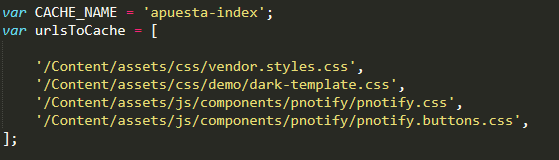 var CACHE_NAME = 'apuesta-index';
var urlsToCache = [
'/Content/assets/css/vendor.styles.css',
'/Content/assets/css/demo/dark-template.css',
'/Content/assets/js/components/pnotify/pnotify.css',
'/Content/assets/js/components/pnotify/pnotify.buttons.css',
];